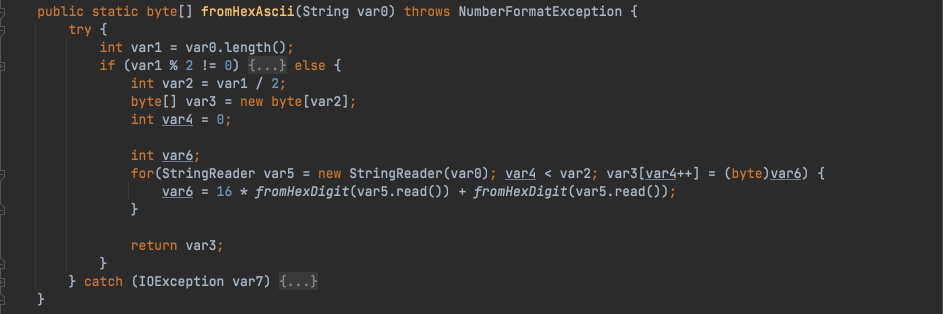 public static byte[] fromHexAscii(String var0) throws NumberFormatException {
    try {
        int var1 = var0.length();
        if (var1 % 2 != 0) {...} else {
            int var2 = var1 / 2;
            byte[] var3 = new byte[var2];
            int var4 = 0;

            int var6;
            for(StringReader var5 = new StringReader(var0); var4 < var2; var3[var4++] = (byte)var6) {
                var6 = 16 * fromHexDigit(var5.read()) + fromHexDigit(var5.read());
            }

            return var3;
        }
    } catch (IOException var7) {...}
}